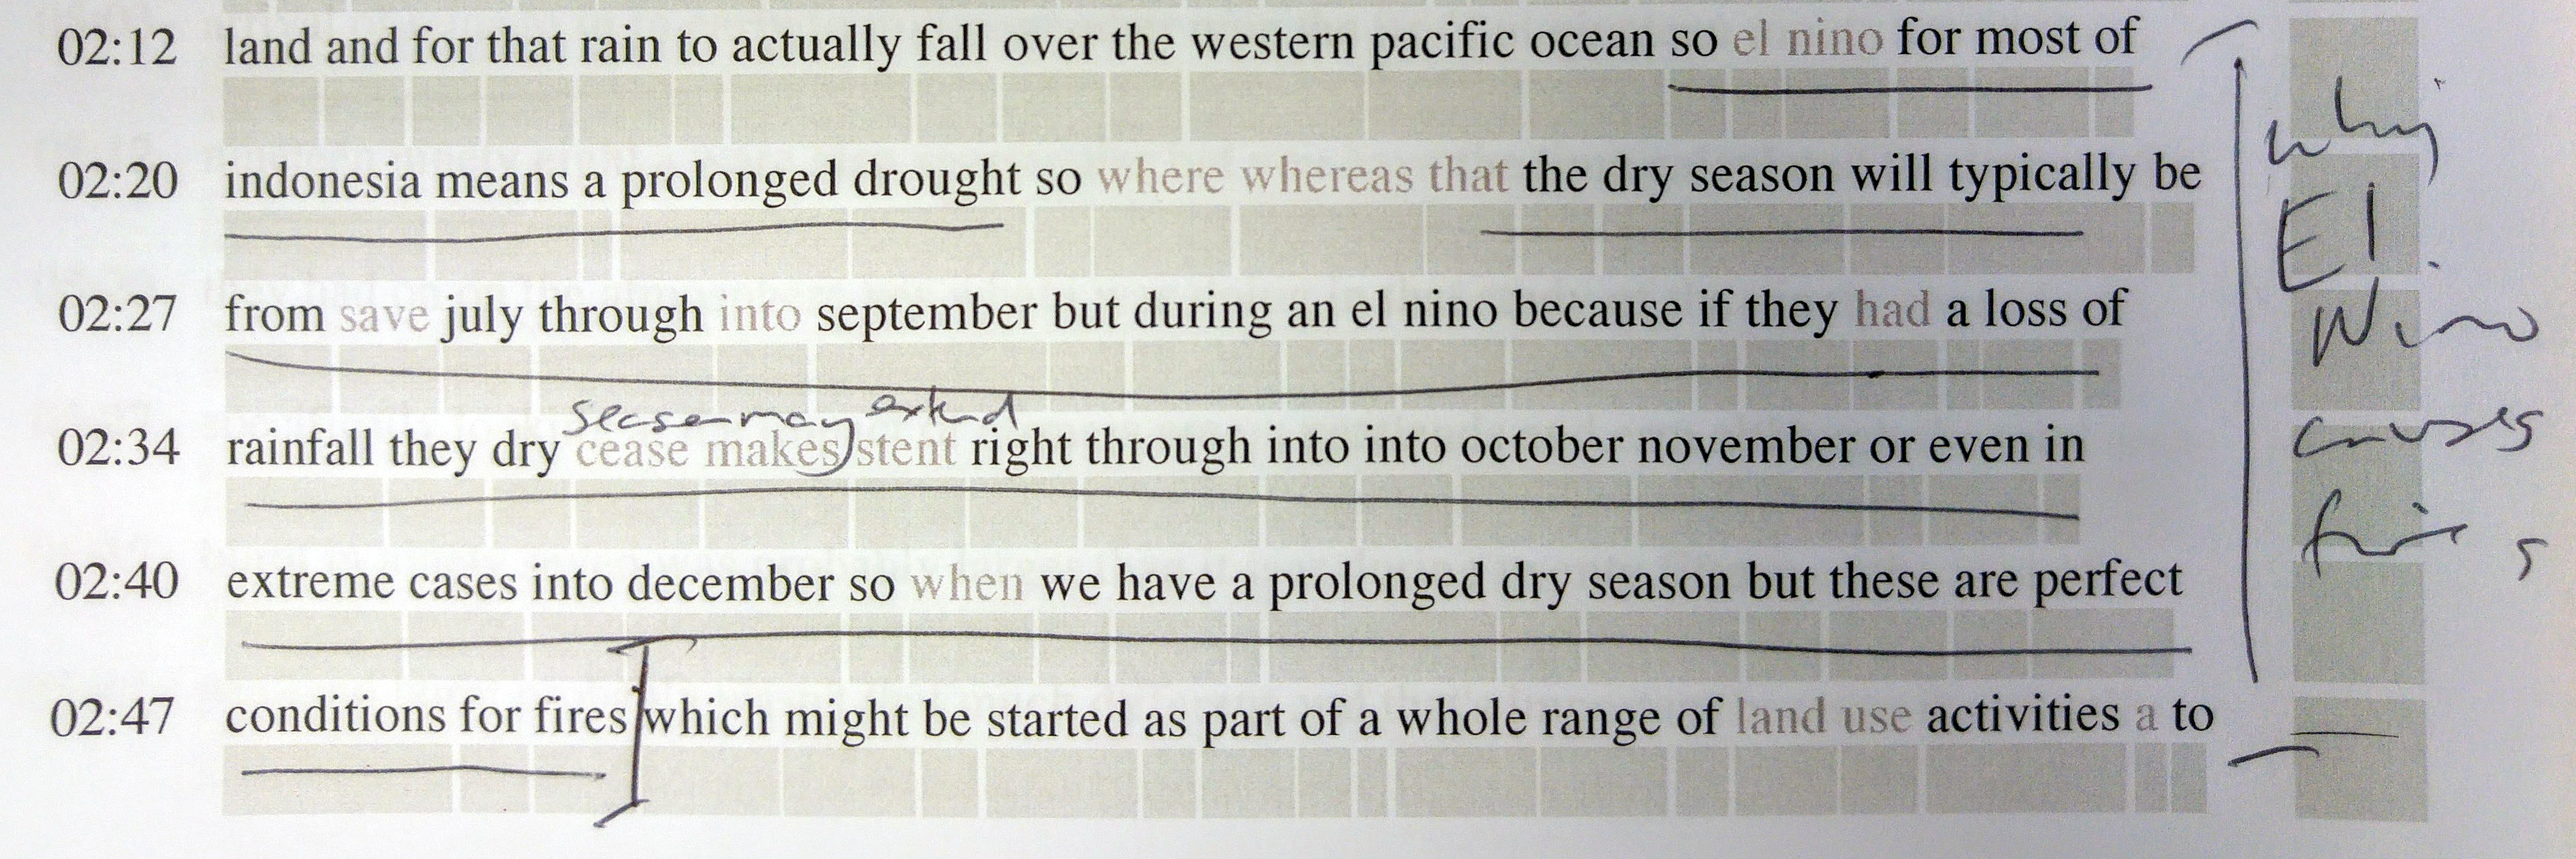 02:12 land and for that rain to actually fall over the western pacific ocean so el nino for most of
02:20 indonesia means a prolonged drought so where whereas that the dry season will typically be
02:27 from save july through into september but during an el nino because if they had a loss of
season may extend
02:34 rainfall they dry cease makes stent right through into into october november or even in
02:40 extreme cases into december so when we have a prolonged dry season but these are perfect
02:47 conditions for fires which might be started as part of a whole range of land use activities a to
why
El
Nino
causes
fires